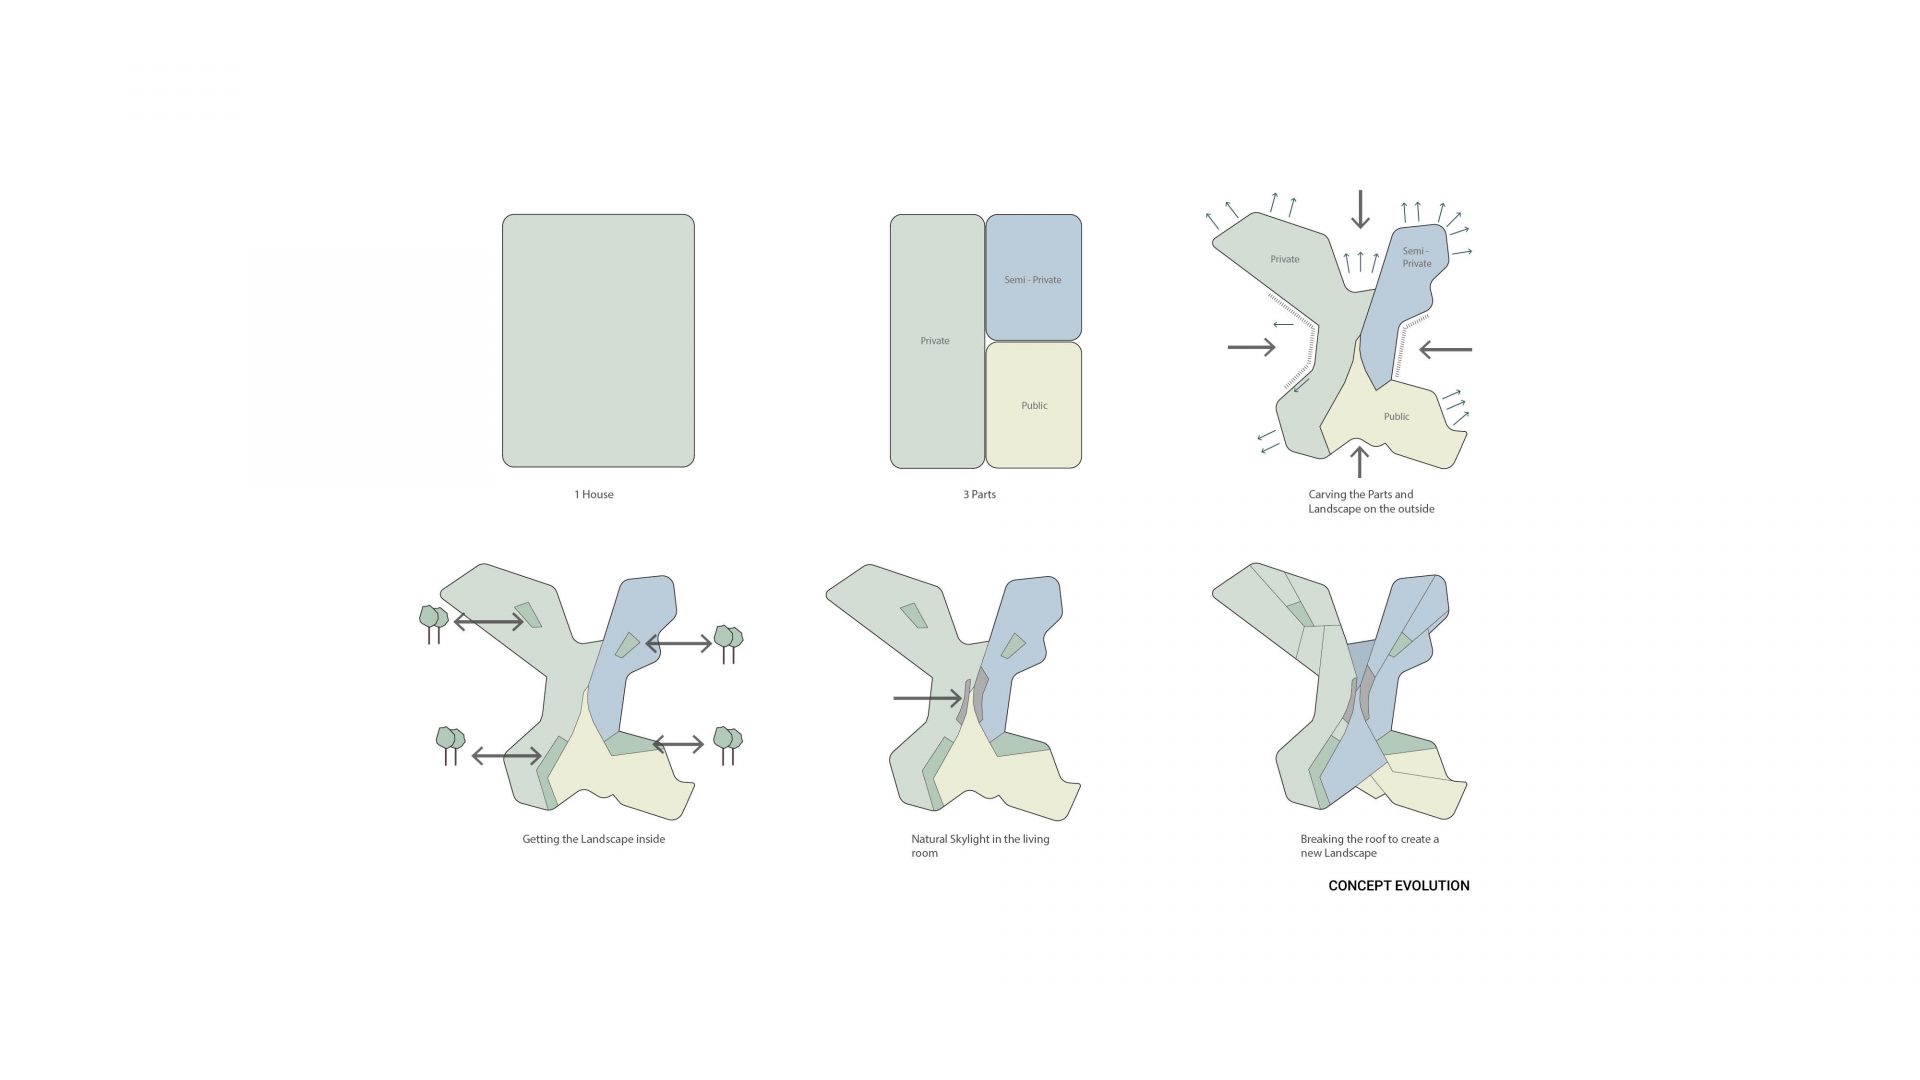 Private
Semi - Private
Public
1 House
3 Parts
Private
Semi -
Private
Public
Carving the Parts and
Landscape on the outside
Getting the Landscape inside
Natural Skylight in the living
room
Breaking the roof to create a
new Landscape
CONCEPT EVOLUTION